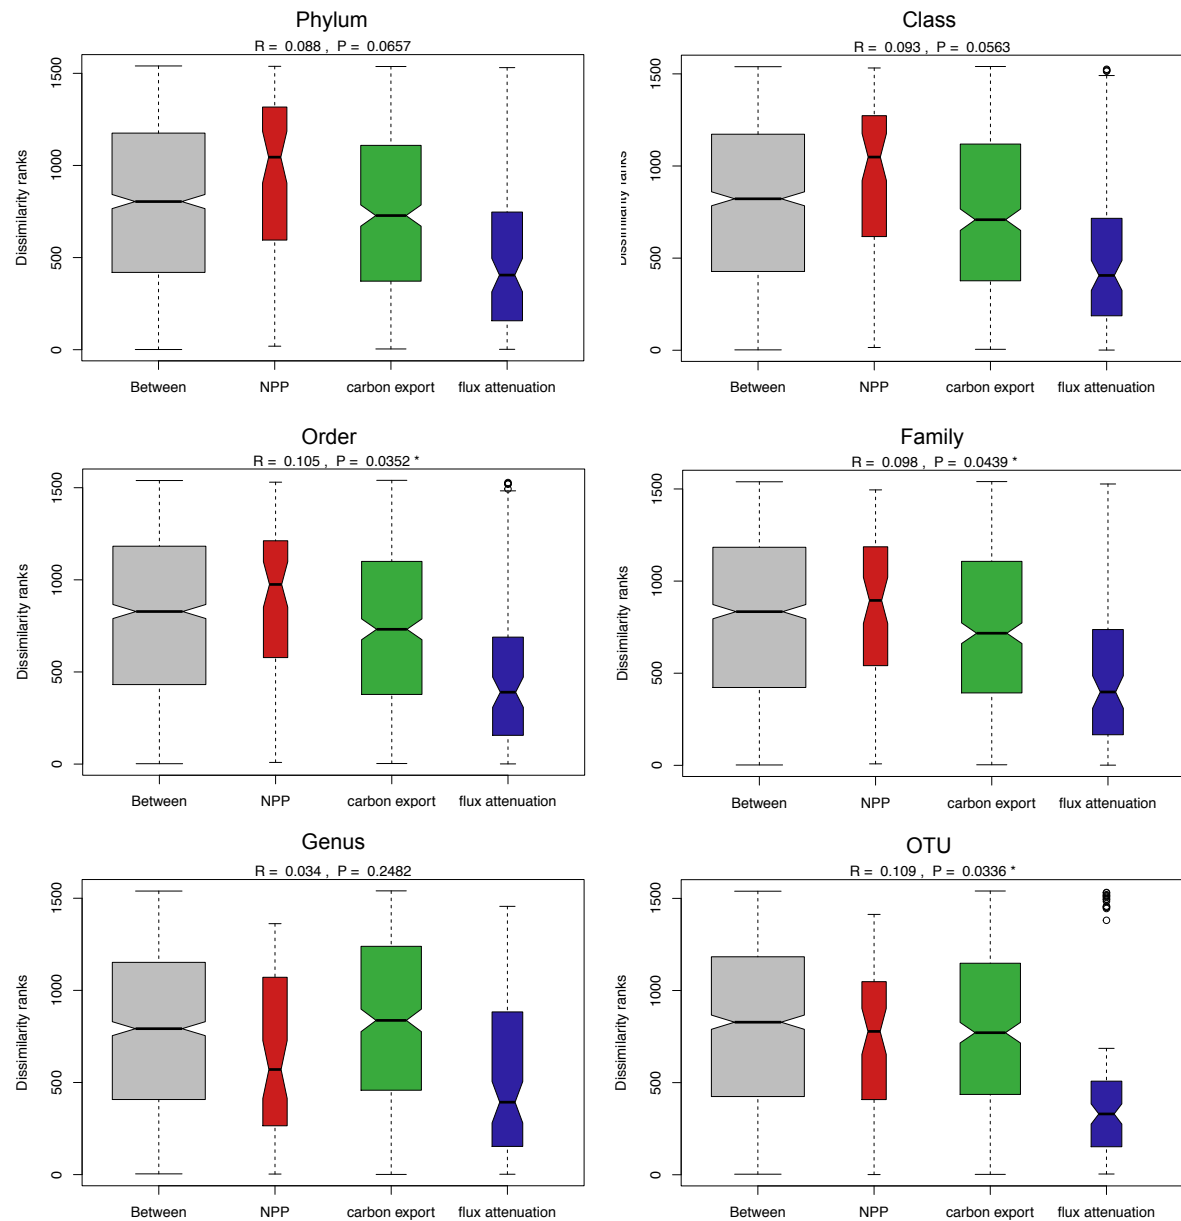 Phylum
R = 0.088 , P = 0.0657
Dissimilarity ranks
0 500 1000 1500
Between NPP carbon export flux attenuation
Class
R = 0.093 , P = 0.0563
Dissimilarity ranks
0 500 1000 1500
Between NPP carbon export flux attenuation
Order
R = 0.105 , P = 0.0352 *
Dissimilarity ranks
0 500 1000 1500
Between NPP carbon export flux attenuation
Family
R = 0.098 , P = 0.0439 *
Dissimilarity ranks
0 500 1000 1500
Between NPP carbon export flux attenuation
Genus
R = 0.034 , P = 0.2482
Dissimilarity ranks
0 500 1000 1500
Between NPP carbon export flux attenuation
OTU
R = 0.109 , P = 0.0336 *
Dissimilarity ranks
0 500 1000 1500
Between NPP carbon export flux attenuation